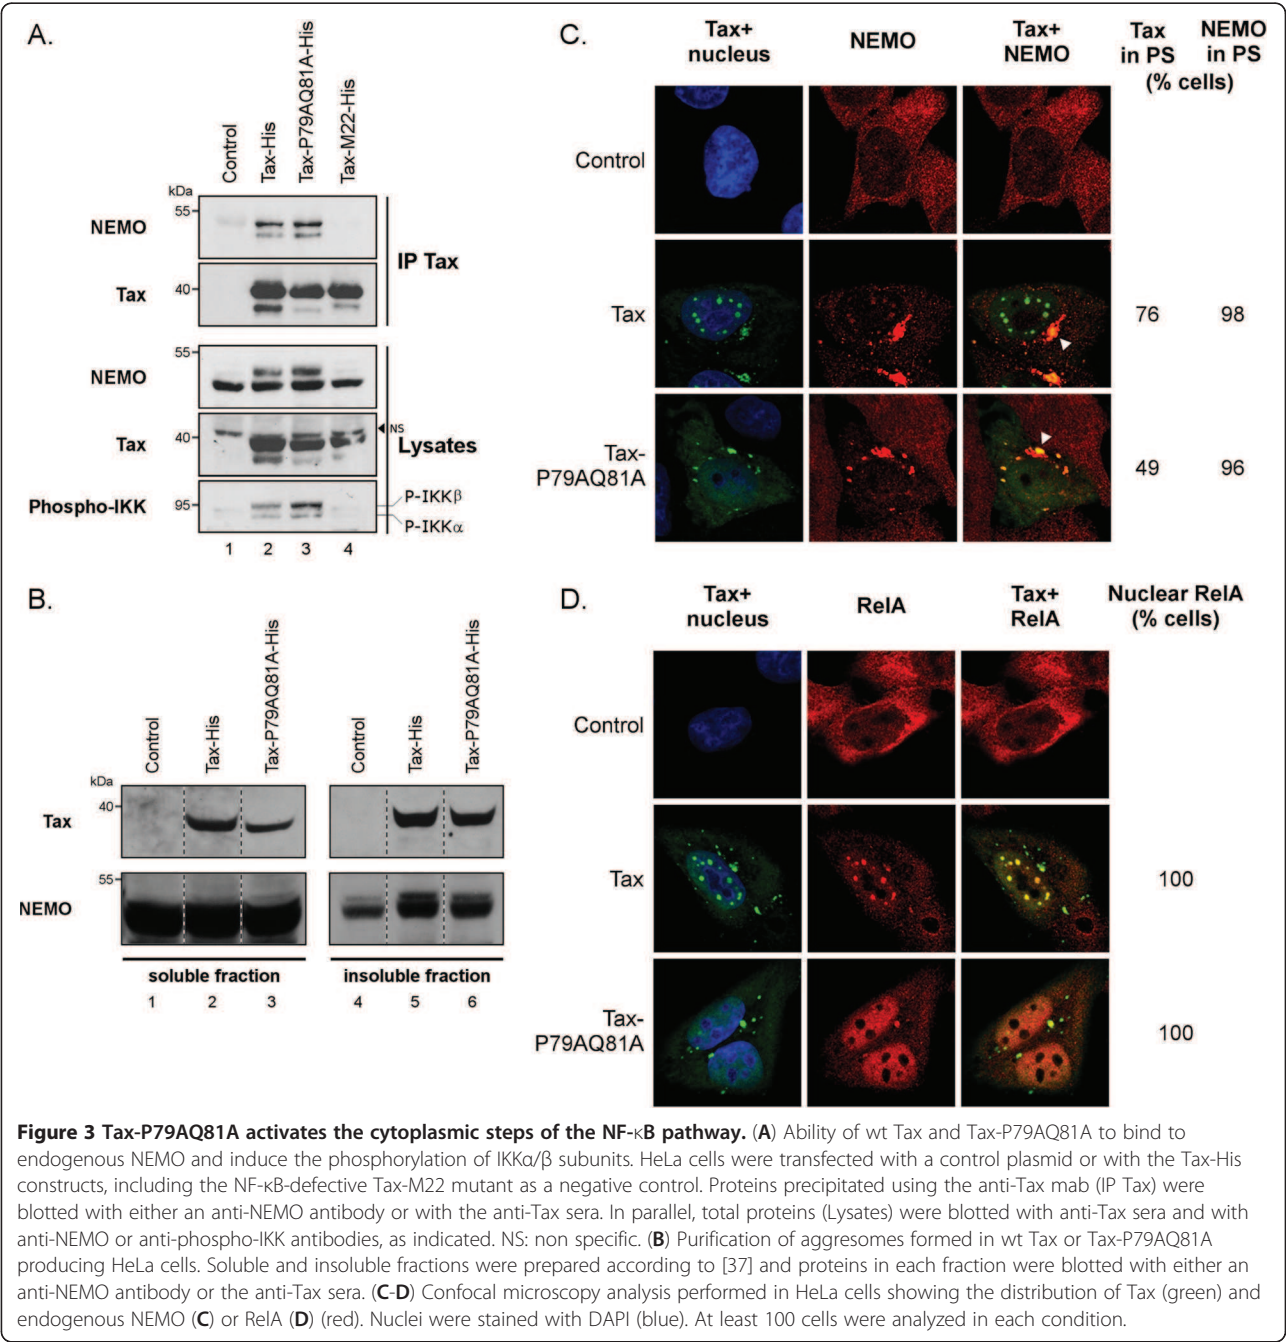 A.
Control
Tax-His
Tax-P79AQ81A-His
Tax-M22-His
kDa
55
NEMO
Tax
40
IP Tax
55
NEMO
Tax
40
NS
Lysates
Phospho-IKK
95
P-IKKβ
P-IKKα
1 2 3 4
B.
Control
Tax-His
Tax-P79AQ81A-His
Control
Tax-His
Tax-P79AQ81A-His
kDa
40
Tax
55
NEMO
soluble fraction
insoluble fraction
1 2 3 4 5 6
C.
Tax+
nucleus
NEMO
Tax+
NEMO
Tax
in PS
NEMO
in PS
(% cells)
Control
Tax
76 98
Tax-
P79AQ81A
49 96
D.
Tax+
nucleus
RelA
Tax+
RelA
Nuclear RelA
(% cells)
Control
Tax
100
Tax-
P79AQ81A
100
Figure 3 Tax-P79AQ81A activates the cytoplasmic steps of the NF-κB pathway. (A) Ability of wt Tax and Tax-P79AQ81A to bind to
endogenous NEMO and induce the phosphorylation of IKKα/β subunits. HeLa cells were transfected with a control plasmid or with the Tax-His
constructs, including the NF-κB-defective Tax-M22 mutant as a negative control. Proteins precipitated using the anti-Tax mab (IP Tax) were
blotted with either an anti-NEMO antibody or with the anti-Tax sera. In parallel, total proteins (Lysates) were blotted with anti-Tax sera and with
anti-NEMO or anti-phospho-IKK antibodies, as indicated. NS: non specific. (B) Purification of aggresomes formed in wt Tax or Tax-P79AQ81A
producing HeLa cells. Soluble and insoluble fractions were prepared according to [37] and proteins in each fraction were blotted with either an
anti-NEMO antibody or the anti-Tax sera. (C-D) Confocal microscopy analysis performed in HeLa cells showing the distribution of Tax (green) and
endogenous NEMO (C) or RelA (D) (red). Nuclei were stained with DAPI (blue). At least 100 cells were analyzed in each condition.